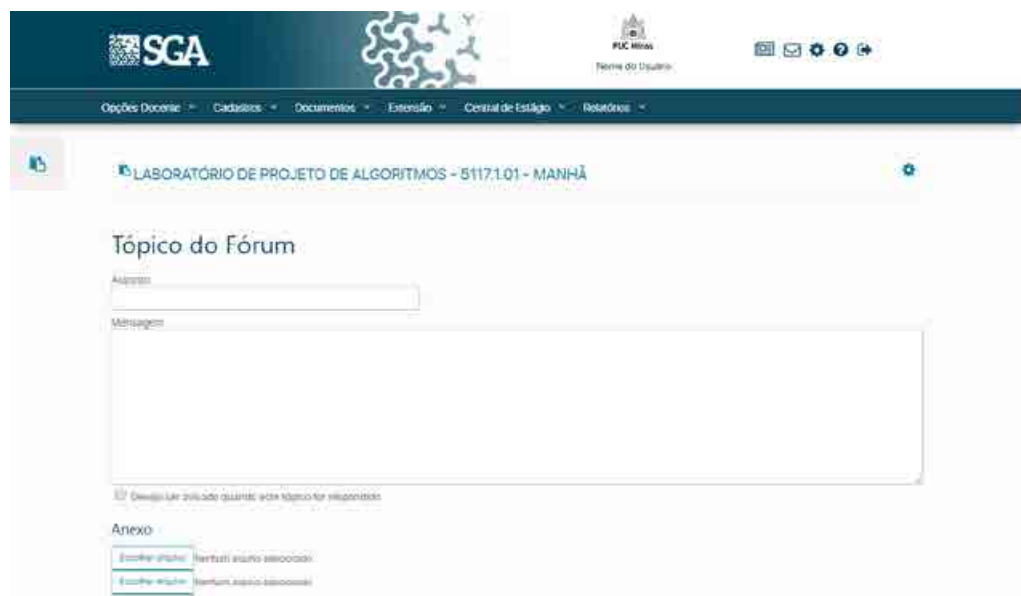 SGA
PUC Minas
Nome do Usuário
Opções Docente Cadastros Documentos Extensão Central de Estágio Relatórios
LABORATÓRIO DE PROJETO DE ALGORITMOS - 5117.1.01 - MANHÃ
Tópico do Fórum
Assunto
Mensagem
Desejo ser avisado quando este tópico for respondido
Anexo
Escolher arquivo Nenhum arquivo selecionado
Escolher arquivo Nenhum arquivo selecionado